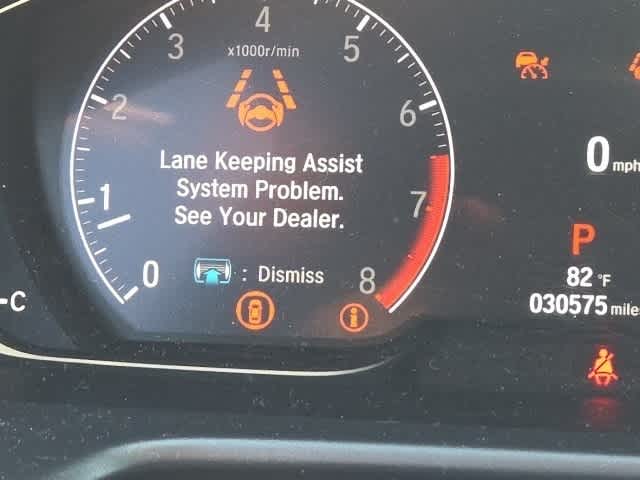 4
3
5
x1000r/min
2
6
0 mph
Lane Keeping Assist
System Problem.
See Your Dealer.
1
7
P
0
: Dismiss
8
82 °F
C
030575 miles
i